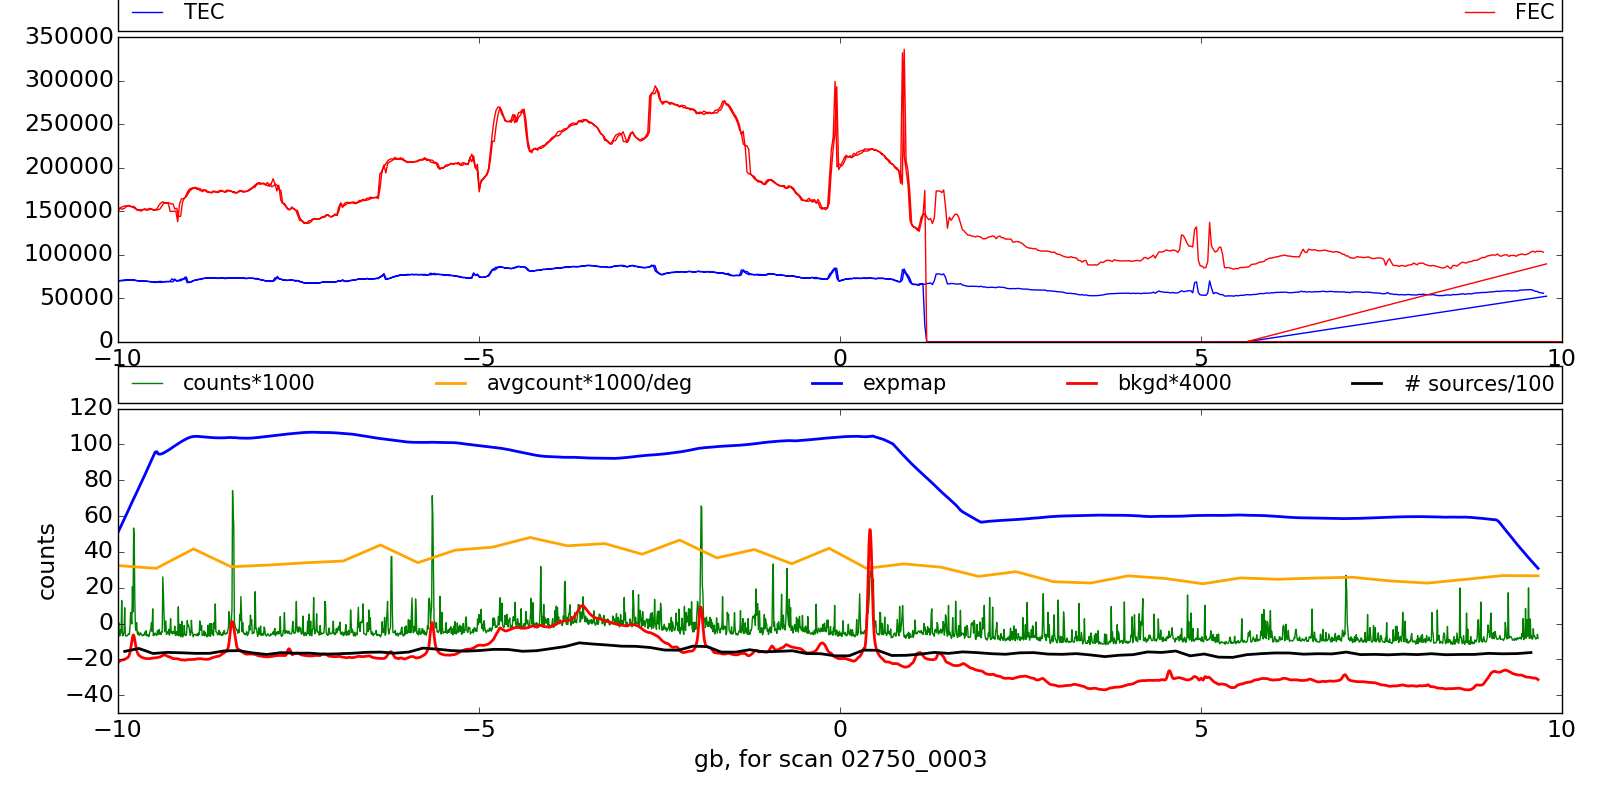 TEC FEC
350000
300000
250000
200000
150000
100000
50000
0
−10 −5 0 5 10
counts*1000 avgcount*1000/deg expmap bkgd*4000 # sources/100
120
100
80
60
40
20
0
−20
−40
counts
−10 −5 0 5 10
gb, for scan 02750_0003